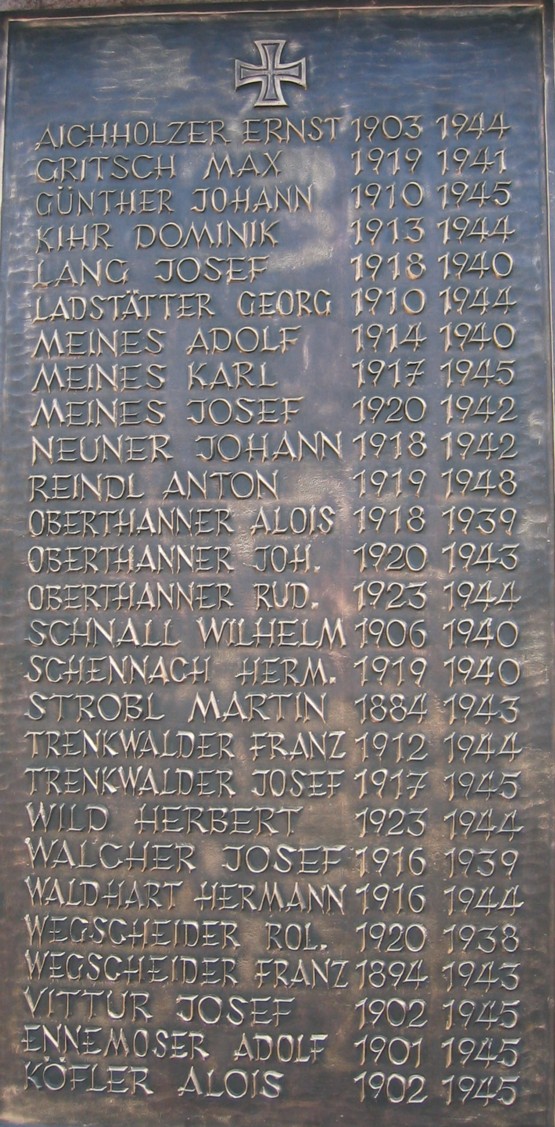 AICHHOLZER ERNST 1903 1944
GRITSCH MAX 1919 1941
GÜNTHER JOHANN 1910 1945
KIHR DOMINIK 1913 1944
LANG JOSEF 1918 1940
LADSTÄTTER GEORG 1910 1944
MEINES ADOLF 1914 1940
MEINES KARL 1917 1945
MEINES JOSEF 1920 1942
NEUNER JOHANN 1918 1942
REINDL ANTON 1919 1948
OBERTHANNER ALOIS 1918 1939
OBERTHANNER JOH. 1920 1943
OBERTHANNER RUD. 1923 1944
SCHNALL WILHELM 1906 1940
SCHENNACH HERM. 1919 1940
STROBL MARTIN 1884 1943
TRENKWALDER FRANZ 1912 1944
TRENKWALDER JOSEF 1917 1945
WILD HERBERT 1923 1944
WALCHER JOSEF 1916 1939
WALDHART HERMANN 1916 1944
WEGSCHEIDER ROL. 1920 1938
WEGSCHEIDER FRANZ 1894 1943
VITTUR JOSEF 1902 1945
ENNEMOSER ADOLF 1901 1945
KÖFLER ALOIS 1902 1945